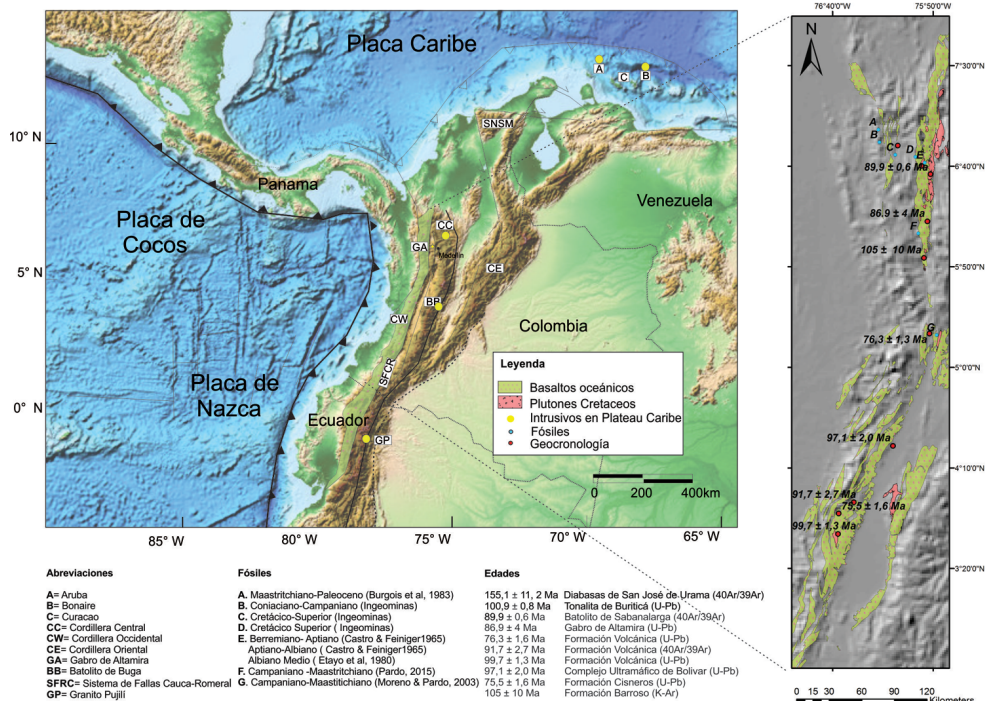 Placa Caribe
A
C
B
SNSM
10° N
Panama
Venezuela
Placa de
Cocos
CC
GA
Medellín
CE
5° N
BB
CW
Colombia
SFCR
Placa de
Nazca
0° N
Ecuador
GP
Leyenda
Basaltos oceánicos
Plutones Cretaceos
Intrusivos en Plateau Caribe
Fósiles
Geocronología
0 200 400km
85° W
80° W
75° W
70° W
65° W
76°40'0"W
75°50'0"W
N
7°30'0"N
A
B
C
D
E
89,9 ± 0,6 Ma
6°40'0"N
86.9 ± 4 Ma
F
105 ± 10 Ma
5°50'0"N
G
76,3 ± 1,3 Ma
5°0'0"N
97,1 ± 2,0 Ma
4°10'0"N
91,7 ± 2,7 Ma
75,5 ± 1,6 Ma
99,7 ± 1,3 Ma
3°20'0"N
0 15 30 60 90 120
Kilometers
Abreviaciones
A= Aruba
B= Bonaire
C= Curacao
CC= Cordillera Central
CW= Cordillera Occidental
CE= Cordillera Oriental
GA= Gabro de Altamira
BB= Batolito de Buga
SFRC= Sistema de Fallas Cauca-Romeral
GP= Granito Pujilí
Fósiles
A. Maastritchiano-Paleoceno (Burgois et al, 1983)
B. Coniaciano-Campaniano (Ingeominas)
C. Cretácico-Superior (Ingeominas)
D. Cretácico Superior ( Ingeominas)
E. Berremiano- Aptiano (Castro & Feiniger1965)
Aptiano-Albiano ( Castro & Feiniger1965)
Albiano Medio ( Etayo et al, 1980)
F. Campaniano -Maastritchiano (Pardo, 2015)
G. Campaniano-Maastitichiano (Moreno & Pardo, 2003)
Edades
155,1 ± 11, 2 Ma Diabasas de San José de Urama (40Ar/39Ar)
100,9 ± 0,8 Ma Tonalita de Buriticá (U-Pb)
89,9 ± 0,6 Ma Batolito de Sabanalarga (40Ar/39Ar)
86,9 ± 4 Ma Gabro de Altamira (U-Pb)
76,3 ± 1,6 Ma Formación Volcánica (U-Pb)
91,7 ± 2,7 Ma Formación Volcánica (40Ar/39Ar)
99,7 ± 1,3 Ma Formación Volcánica (U-Pb)
97,1 ± 2,0 Ma Complejo Ultramáfico de Bolivar (U-Pb)
75,5 ± 1,6 Ma Formación Cisneros (U-Pb)
105 ± 10 Ma Formación Barroso (K-Ar)